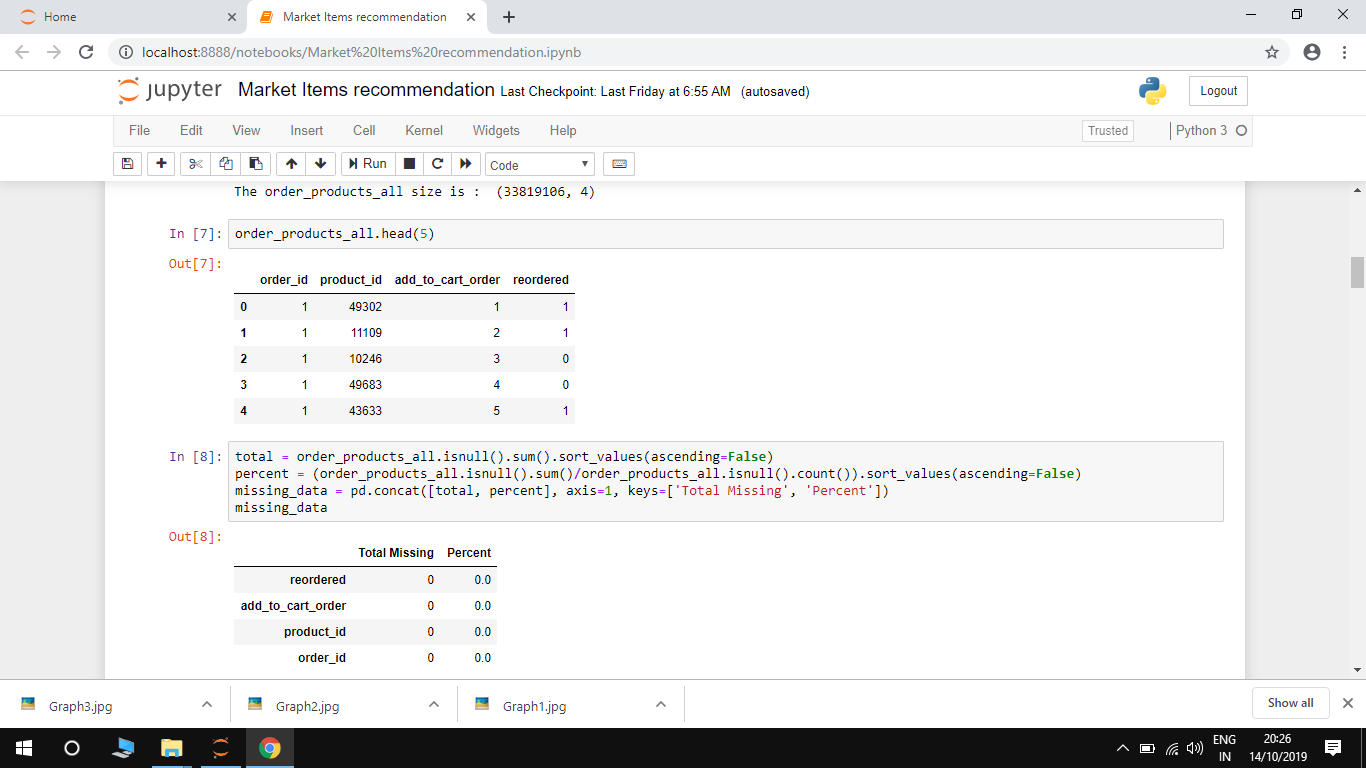 Home
Market Items recommendation
localhost:8888/notebooks/Market%20Items%20recommendation.ipynb
jupyter Market Items recommendation Last Checkpoint: Last Friday at 6:55 AM (autosaved)
Logout
File Edit View Insert Cell Kernel Widgets Help
Trusted
Python 3
Run
Code
The order_products_all size is :  (33819106, 4)
In [7]: order_products_all.head(5)
Out[7]:
order_id product_id add_to_cart_order reordered
0 1 49302 1 1
1 1 11109 2 1
2 1 10246 3 0
3 1 49683 4 0
4 1 43633 5 1
In [8]: total = order_products_all.isnull().sum().sort_values(ascending=False)
percent = (order_products_all.isnull().sum()/order_products_all.isnull().count()).sort_values(ascending=False)
missing_data = pd.concat([total, percent], axis=1, keys=['Total Missing', 'Percent'])
missing_data
Out[8]:
Total Missing Percent
reordered 0 0.0
add_to_cart_order 0 0.0
product_id 0 0.0
order_id 0 0.0
Graph3.jpg
Graph2.jpg
Graph1.jpg
Show all
ENG
IN
20:26
14/10/2019